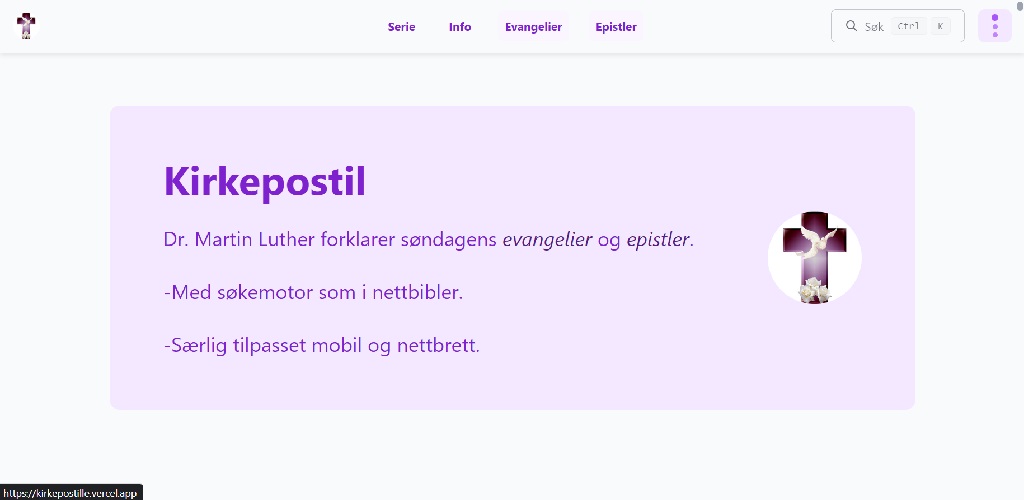 Serie Info Evangelier Epistler Søk Ctrl K
Kirkepostil
Dr. Martin Luther forklarer søndagens evangelier og epistler.
-Med søkemotor som i nettbibler.
-Særlig tilpasset mobil og nettbrett.
https://kirkepostille.vercel.app